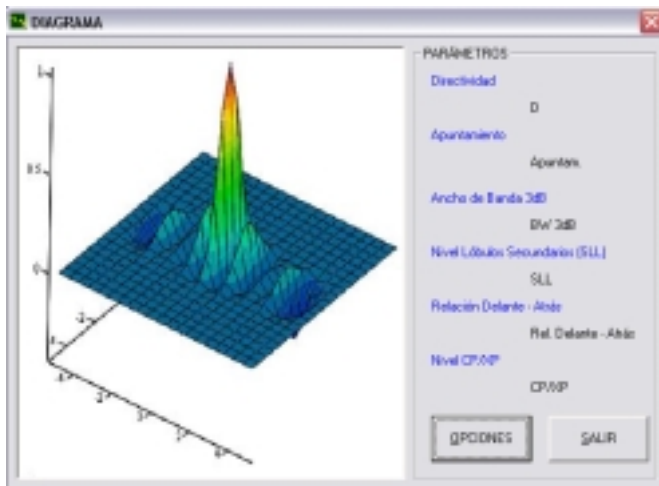 DIAGRAMA
PARÁMETROS
Directividad
D
Apuntamiento
Apuntam.
Ancho de Banda 3dB
BW 3dB
Nivel Lóbulos Secundarios (SLL)
SLL
Relación Delante - Atrás
Rel. Delante - Atrás
Nivel CP/XP
CP/XP
OPCIONES
SALIR
1
0.5
0